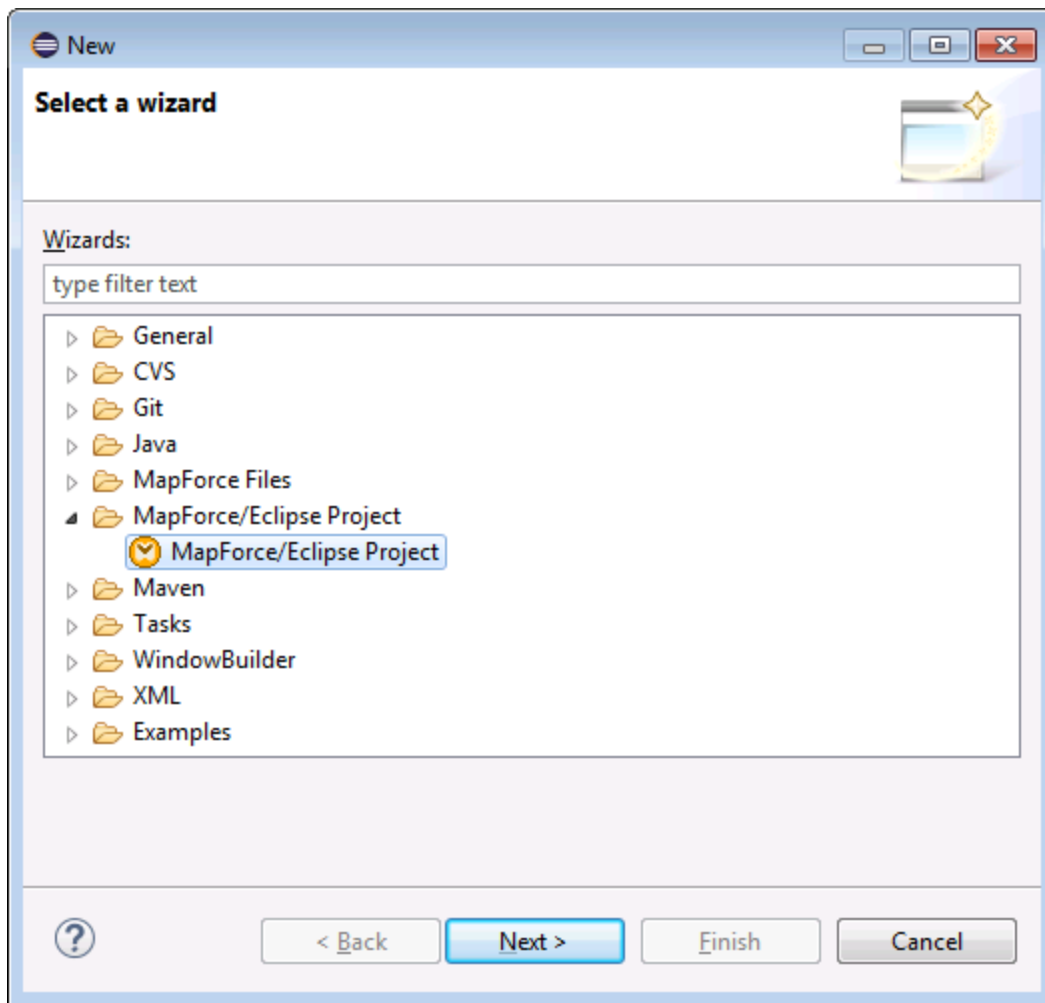 New
Select a wizard
Wizards:
type filter text
General
CVS
Git
Java
MapForce Files
MapForce/Eclipse Project
MapForce/Eclipse Project
Maven
Tasks
WindowBuilder
XML
Examples
? < Back Next > Finish Cancel